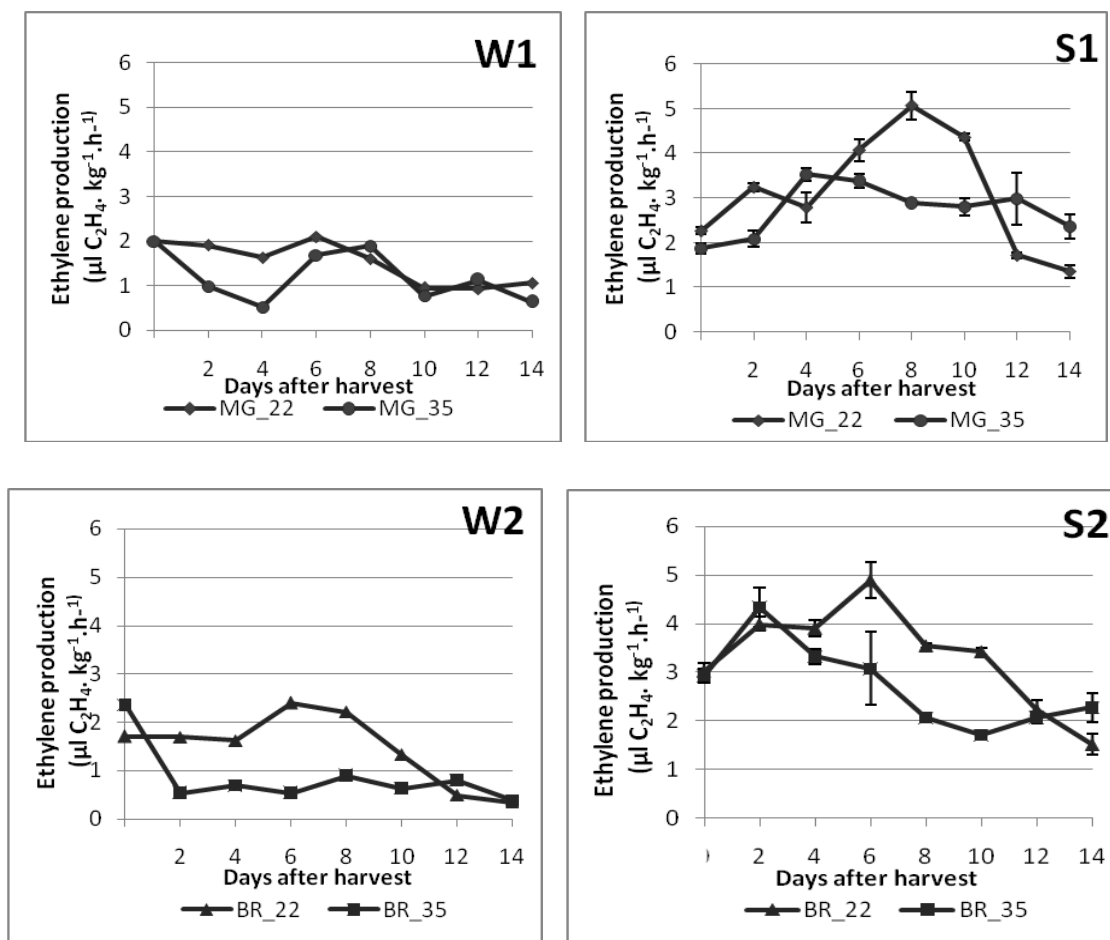 W1
Ethylene production
(µl C₂H₄. kg⁻¹.h-¹⁾
6
5
4
3
2
1
0
2 4 6 8 10 12 14
Days after harvest
MG_22 MG_35
S1
Ethylene production
(µl C₂H₄. kg⁻¹.h-¹⁾
6
5
4
3
2
1
0
2 4 6 8 10 12 14
Days after harvest
MG_22 MG_35
W2
Ethylene production
(µl C₂H₄. kg⁻¹.h-¹⁾
6
5
4
3
2
1
0
2 4 6 8 10 12 14
Days after harvest
BR_22 BR_35
S2
Ethylene production
(µl C₂H₄. kg⁻¹.h-¹⁾
6
5
4
3
2
1
0
2 4 6 8 10 12 14
Days after harvest
BR_22 BR_35